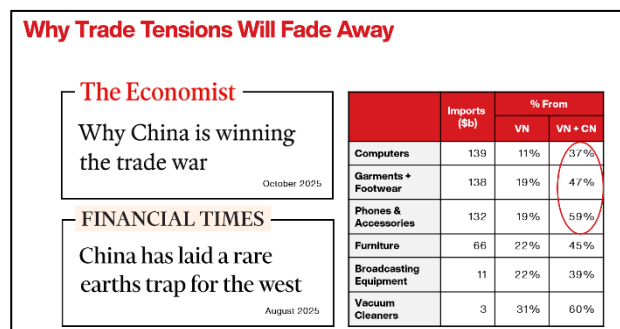 Why Trade Tensions Will Fade Away
The Economist
Why China is winning
the trade war
October 2025
FINANCIAL TIMES
China has laid a rare
earths trap for the west
August 2025
Imports
($b)
% From
VN
VN + CN
Computers 139 11% 37%
Garments +
Footwear 138 19% 47%
Phones &
Accessories 132 19% 59%
Furniture 66 22% 45%
Broadcasting
Equipment 11 22% 39%
Vacuum
Cleaners 3 31% 60%